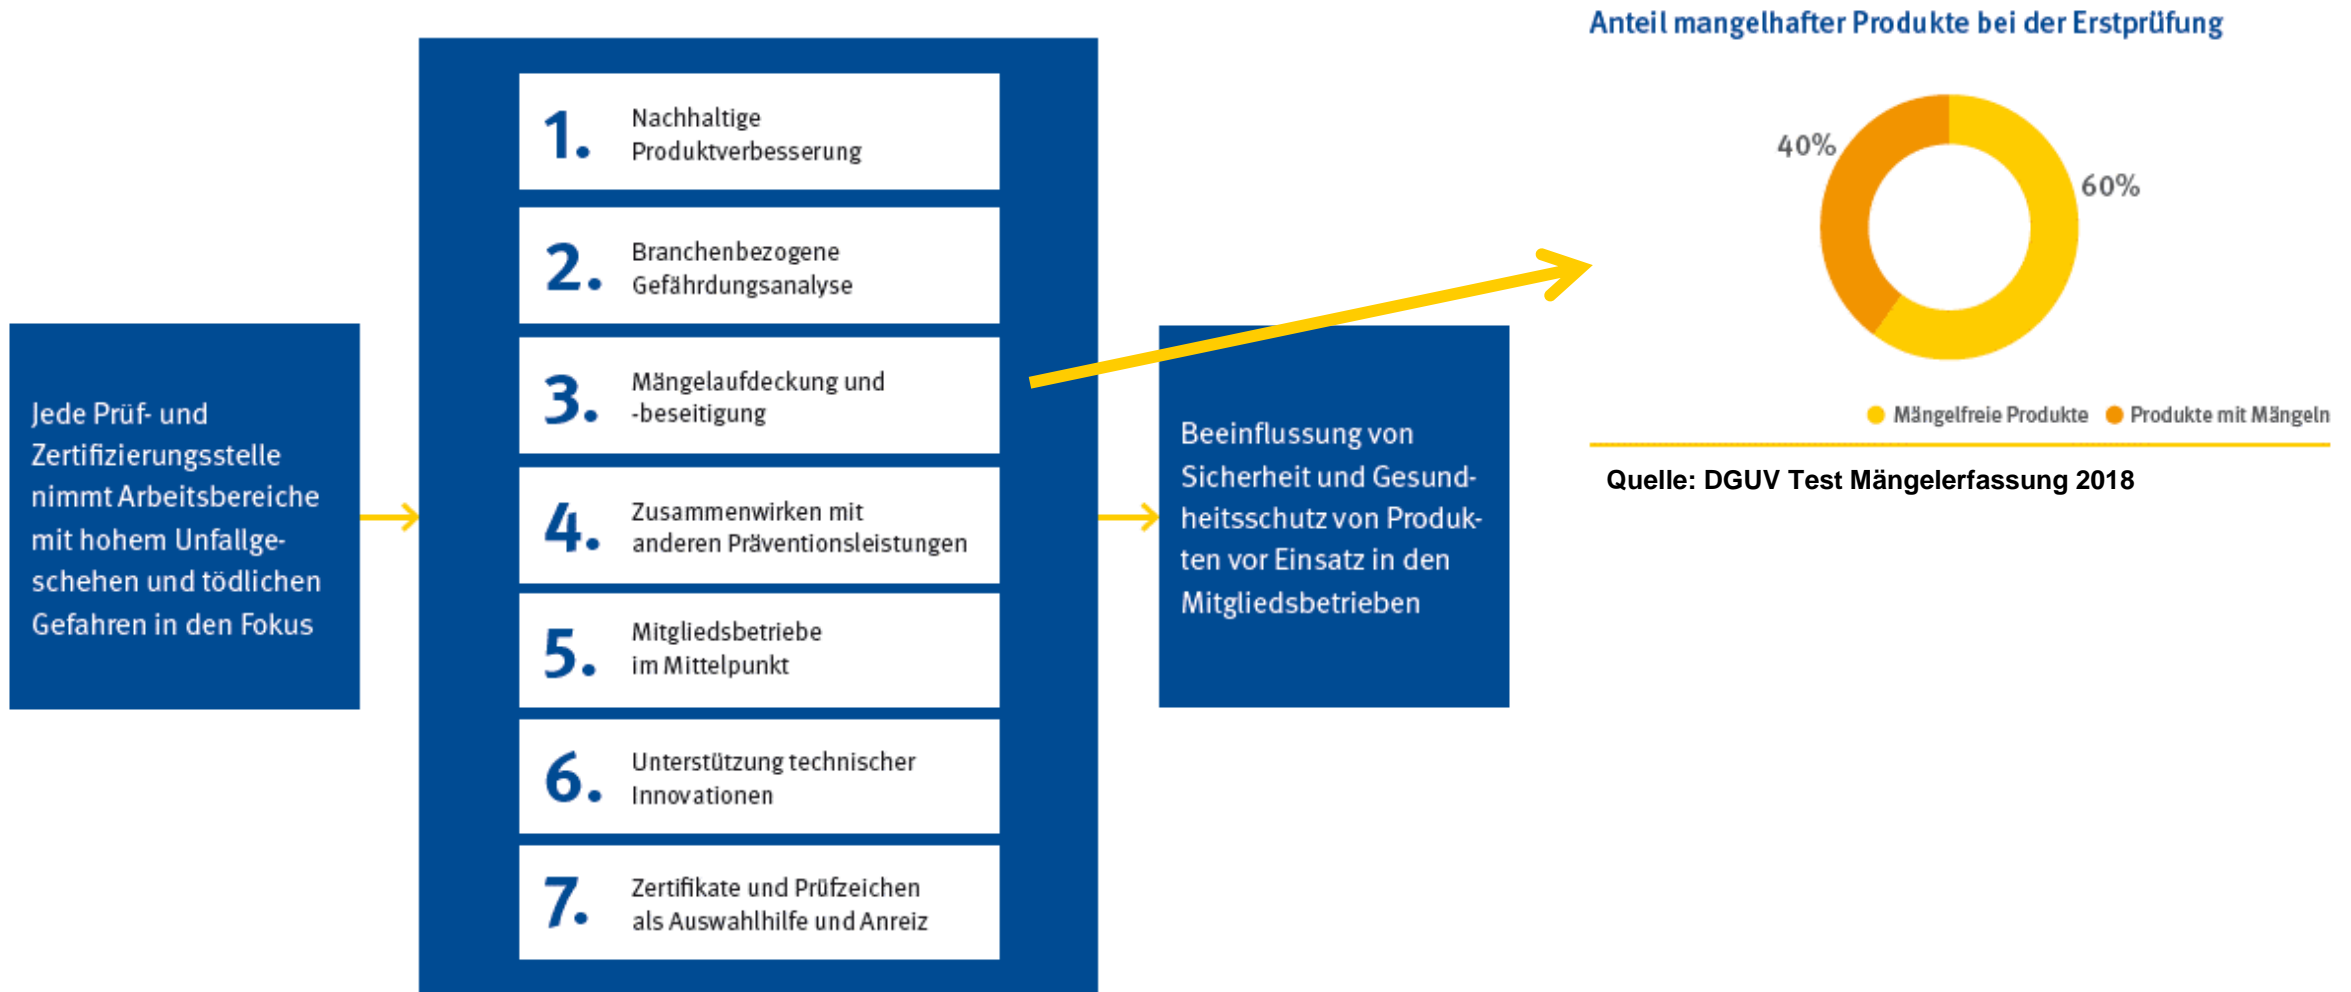 Jede Prüf- und
Zertifizierungsstelle
nimmt Arbeitsbereiche
mit hohem Unfallge-
schehen und tödlichen
Gefahren in den Fokus
1.
Nachhaltige
Produktverbesserung
2.
Branchenbezogene
Gefährdungsanalyse
3.
Mängelaufdeckung und
-beseitigung
4.
Zusammenwirken mit
anderen Präventionsleistungen
5.
Mitgliedsbetriebe
im Mittelpunkt
6.
Unterstützung technischer
Innovationen
7.
Zertifikate und Prüfzeichen
als Auswahlhilfe und Anreiz
Beeinflussung von
Sicherheit und Gesund-
heitsschutz von Produk-
ten vor Einsatz in den
Mitgliedsbetrieben
Anteil mangelhafter Produkte bei der Erstprüfung
40%
60%
Mängelfreie Produkte Produkte mit Mängeln
Quelle: DGUV Test Mängelerfassung 2018